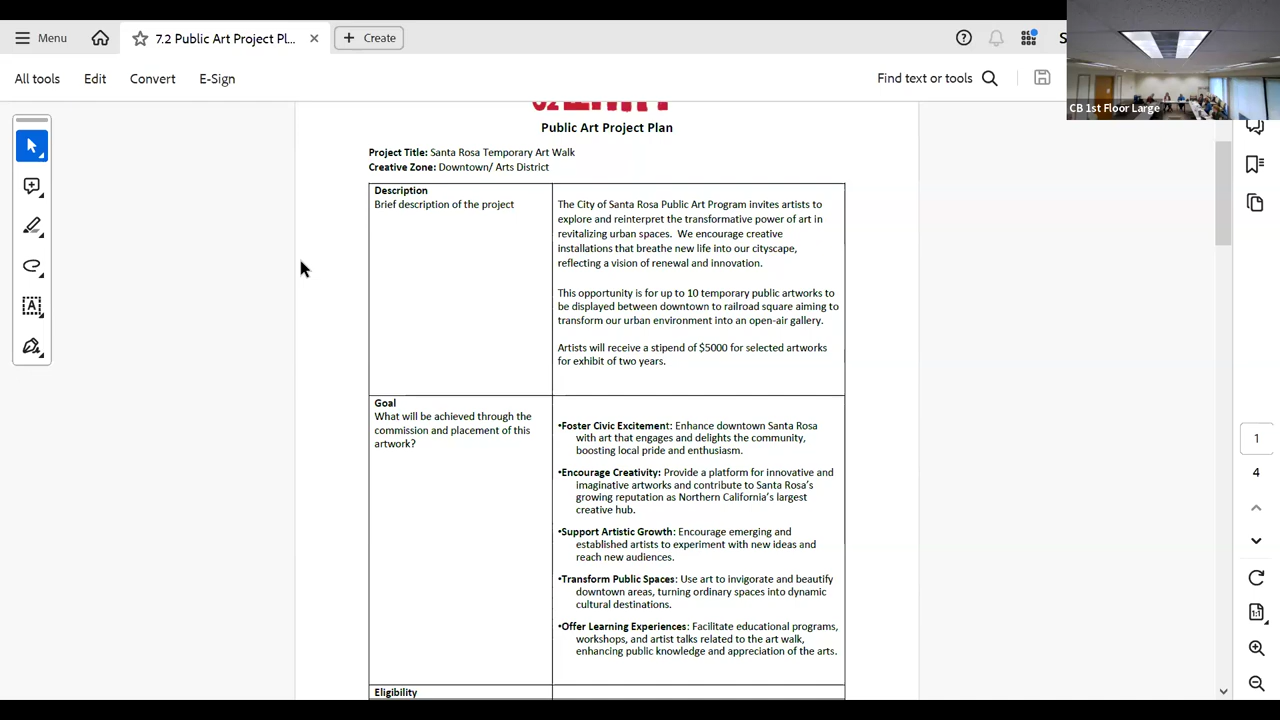 Menu
7.2 Public Art Project Pl...
Create
All tools
Edit
Convert
E-Sign
Find text or tools
CB 1st Floor Large
Public Art Project Plan
Project Title: Santa Rosa Temporary Art Walk
Creative Zone: Downtown/ Arts District
Description
Brief description of the project
The City of Santa Rosa Public Art Program invites artists to
explore and reinterpret the transformative power of art in
revitalizing urban spaces. We encourage creative
installations that breathe new life into our cityscape,
reflecting a vision of renewal and innovation.
This opportunity is for up to 10 temporary public artworks to
be displayed between downtown to railroad square aiming to
transform our urban environment into an open-air gallery.
Artists will receive a stipend of $5000 for selected artworks
for exhibit of two years.
Goal
What will be achieved through the
commission and placement of this
artwork?
•Foster Civic Excitement: Enhance downtown Santa Rosa
with art that engages and delights the community,
boosting local pride and enthusiasm.
•Encourage Creativity: Provide a platform for innovative and
imaginative artworks and contribute to Santa Rosa's
growing reputation as Northern California's largest
creative hub.
•Support Artistic Growth: Encourage emerging and
established artists to experiment with new ideas and
reach new audiences.
•Transform Public Spaces: Use art to invigorate and beautify
downtown areas, turning ordinary spaces into dynamic
cultural destinations.
•Offer Learning Experiences: Facilitate educational programs,
workshops, and artist talks related to the art walk,
enhancing public knowledge and appreciation of the arts.
Eligibility
1
4